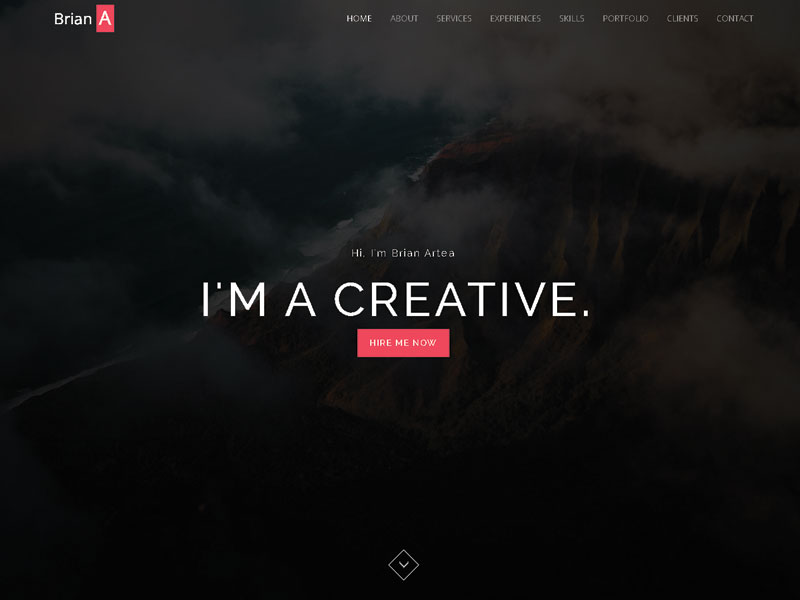 Brian A
HOME ABOUT SERVICES EXPERIENCES SKILLS PORTFOLIO CLIENTS CONTACT
Hi, I'm Brian Artea
I'M A CREATIVE.
HIRE ME NOW